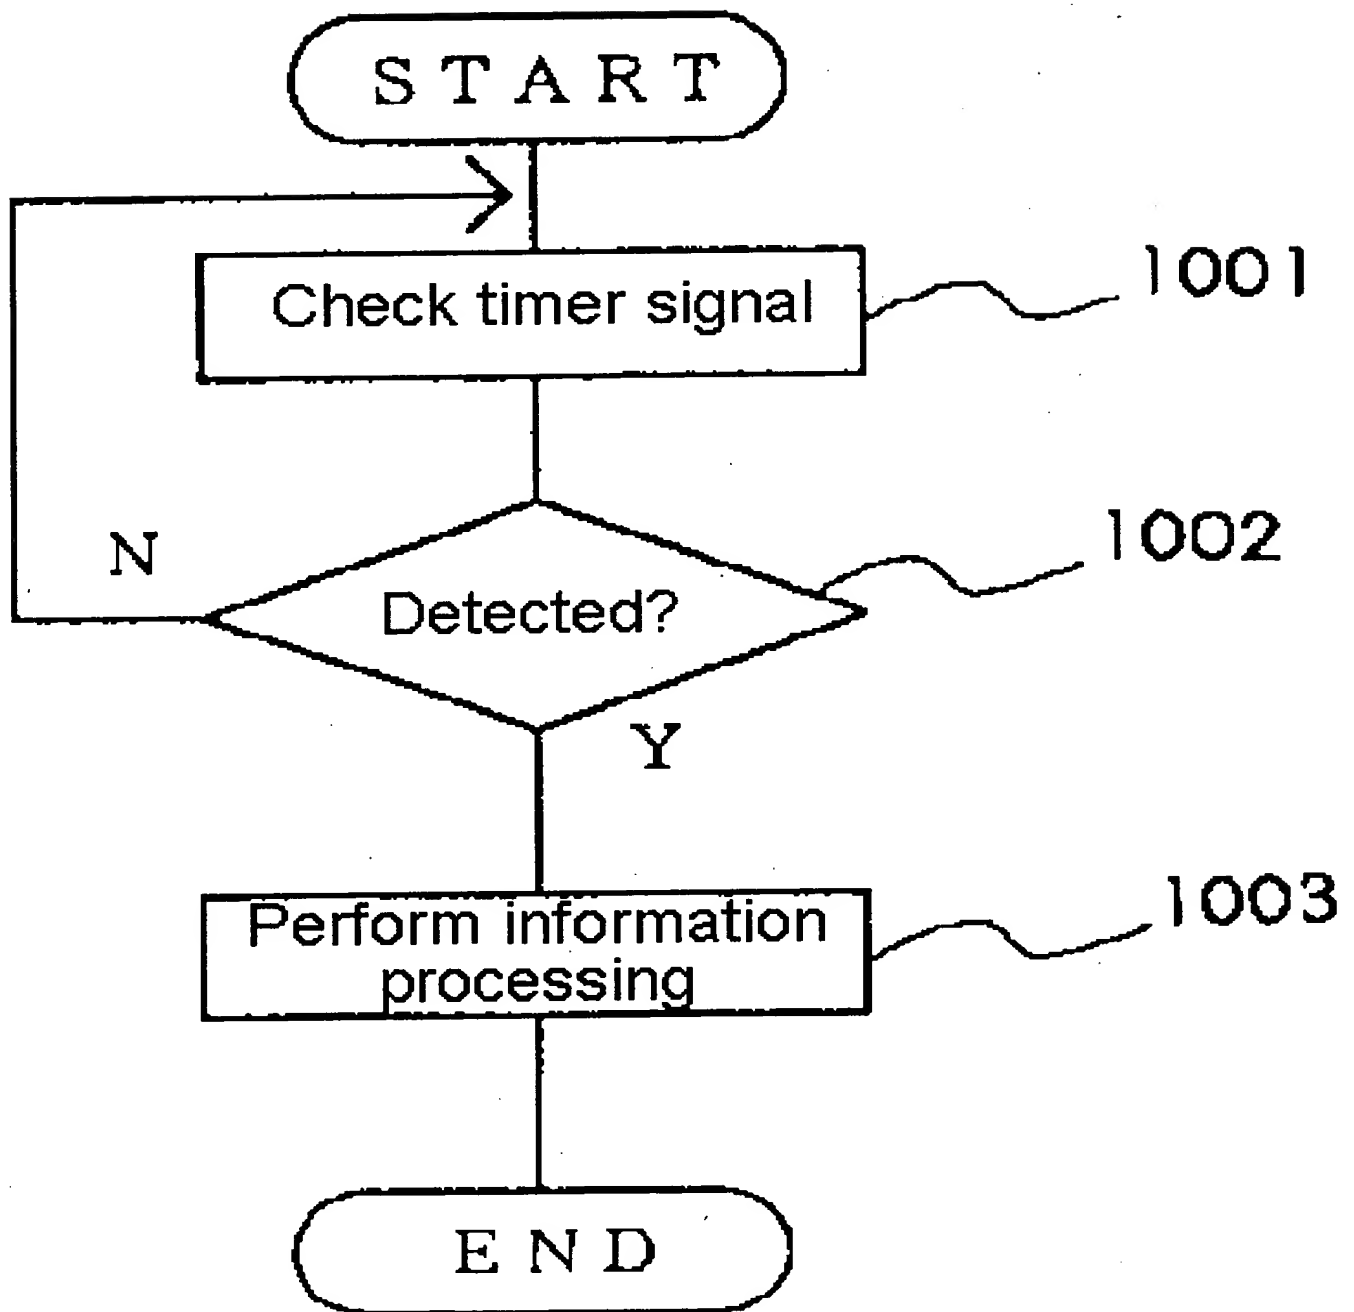 START
Check timer signal
1001
N
Detected?
1002
Y
Perform information
processing
1003
END